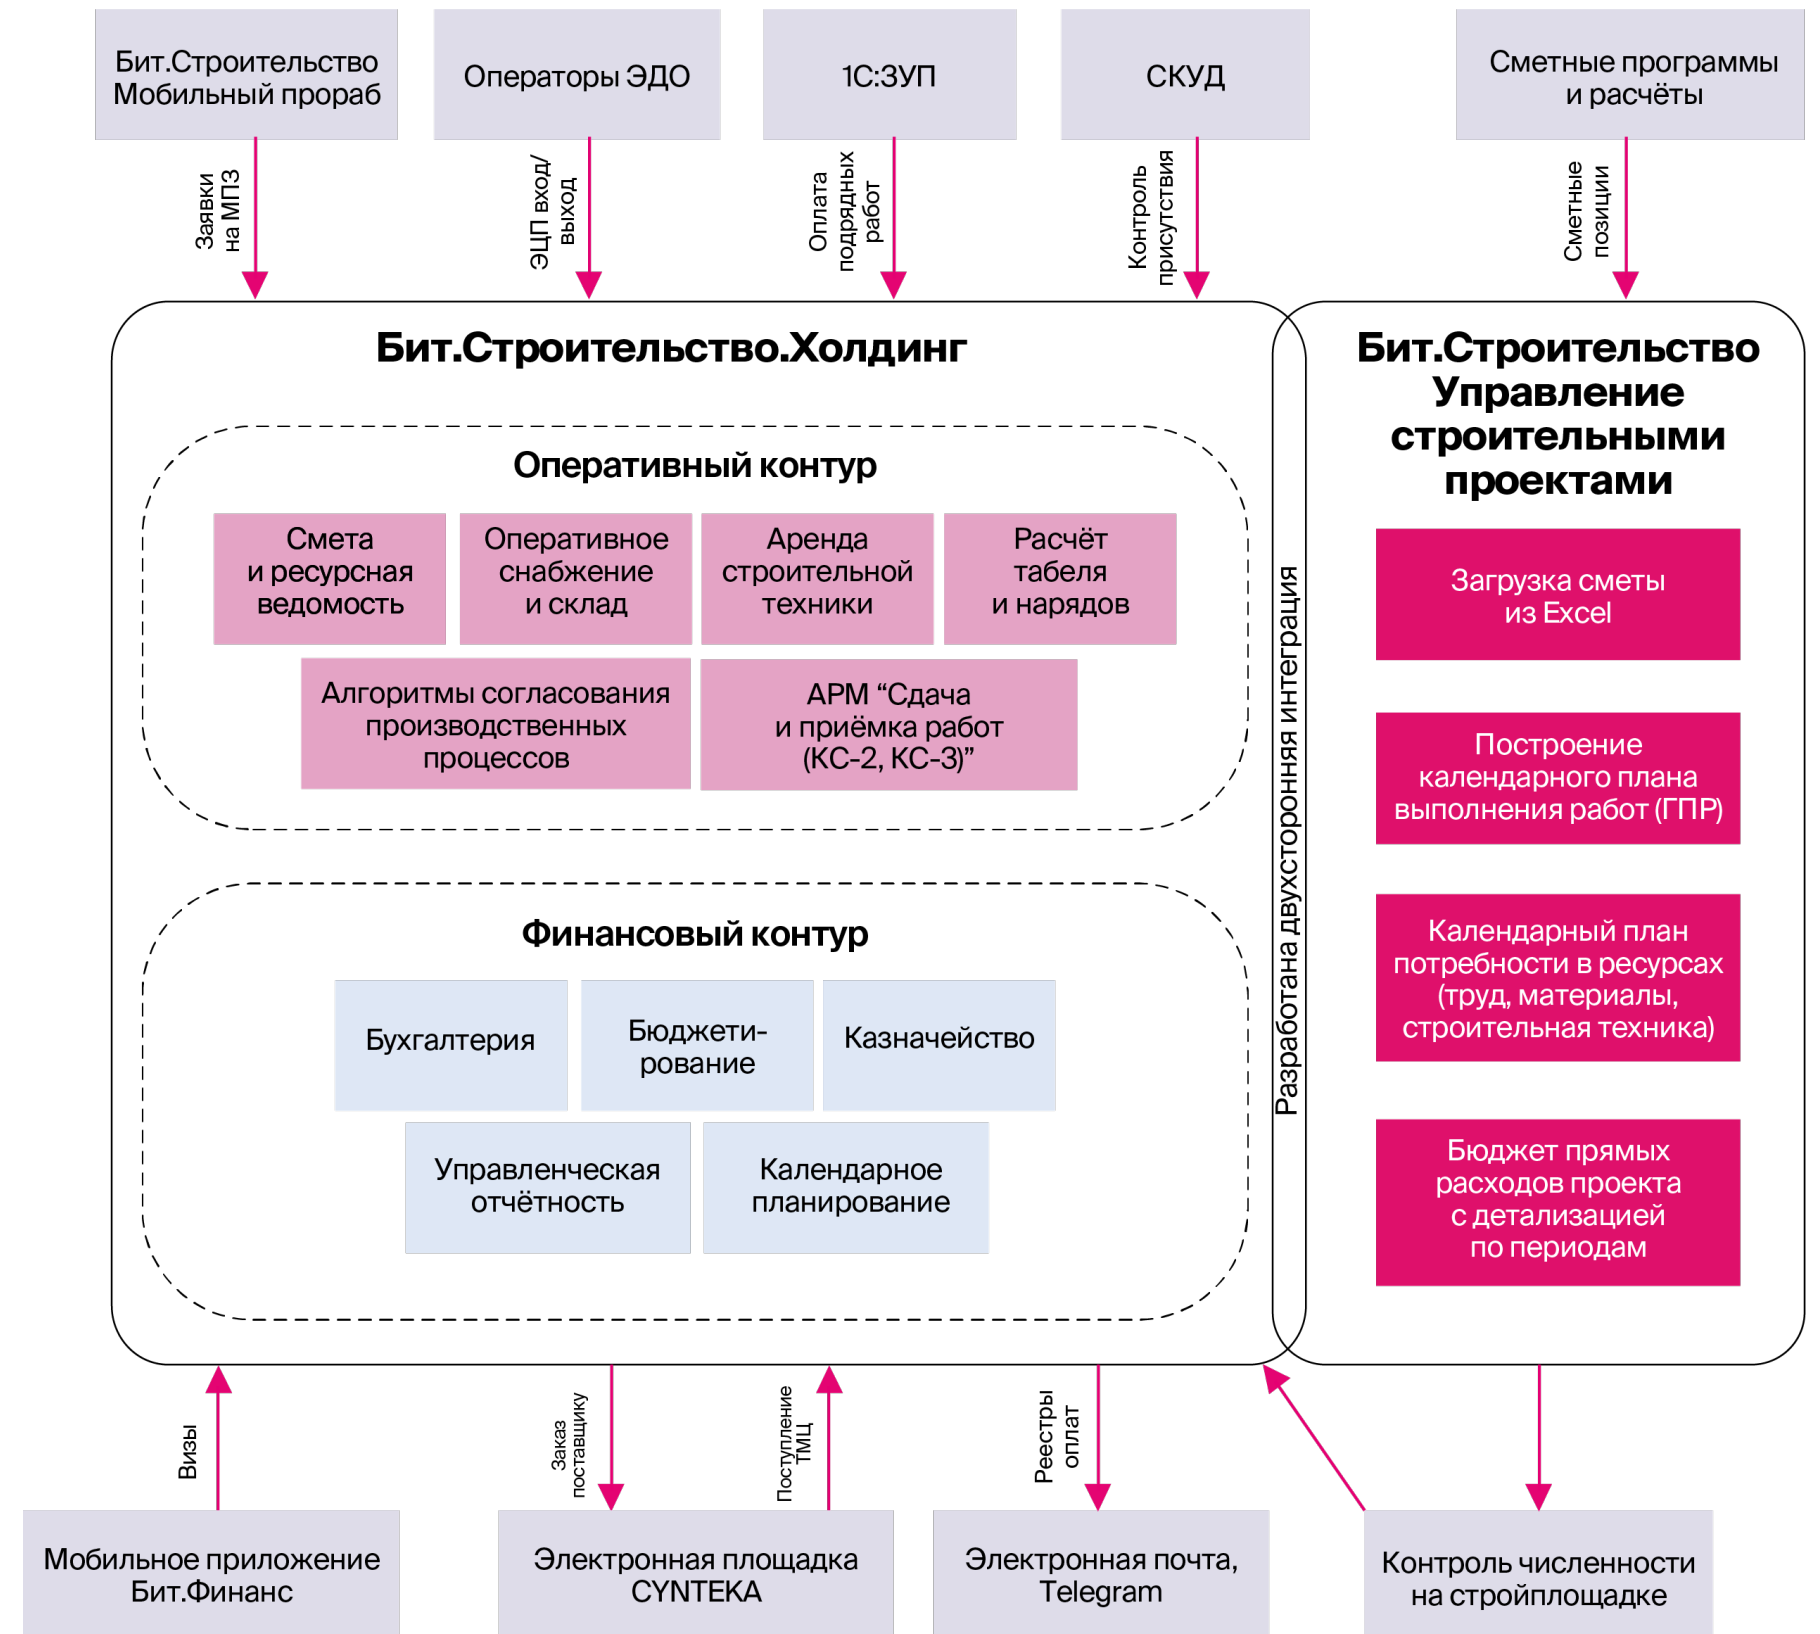 Бит.Строительство
Мобильный прораб
Операторы ЭДО
1С:ЗУП
СКУД
Сметные программы
и расчёты
Заявки
на МПЗ
ЭЦП вход/
выход
Оплата
подрядных
работ
Контроль
присутствия
Сметные
позиции
Бит.Строительство.Холдинг
Оперативный контур
Смета
и ресурсная
ведомость
Оперативное
снабжение
и склад
Аренда
строительной
техники
Расчёт
табеля
и нарядов
Алгоритмы согласования
производственных
процессов
АРМ “Сдача
и приёмка работ
(КС-2, КС-3)”
Финансовый контур
Бухгалтерия
Бюджети-
рование
Казначейство
Управленческая
отчётность
Календарное
планирование
Разработана двухсторонняя интеграция
Бит.Строительство
Управление
строительными
проектами
Загрузка сметы
из Excel
Построение
календарного плана
выполнения работ (ГПР)
Календарный план
потребности в ресурсах
(труд, материалы,
строительная техника)
Бюджет прямых
расходов проекта
с детализацией
по периодам
Визы
Заказ
поставщику
Поступление
ТМЦ
Реестры
оплат
Мобильное приложение
Бит.Финанс
Электронная площадка
CYNTEKA
Электронная почта,
Telegram
Контроль численности
на стройплощадке